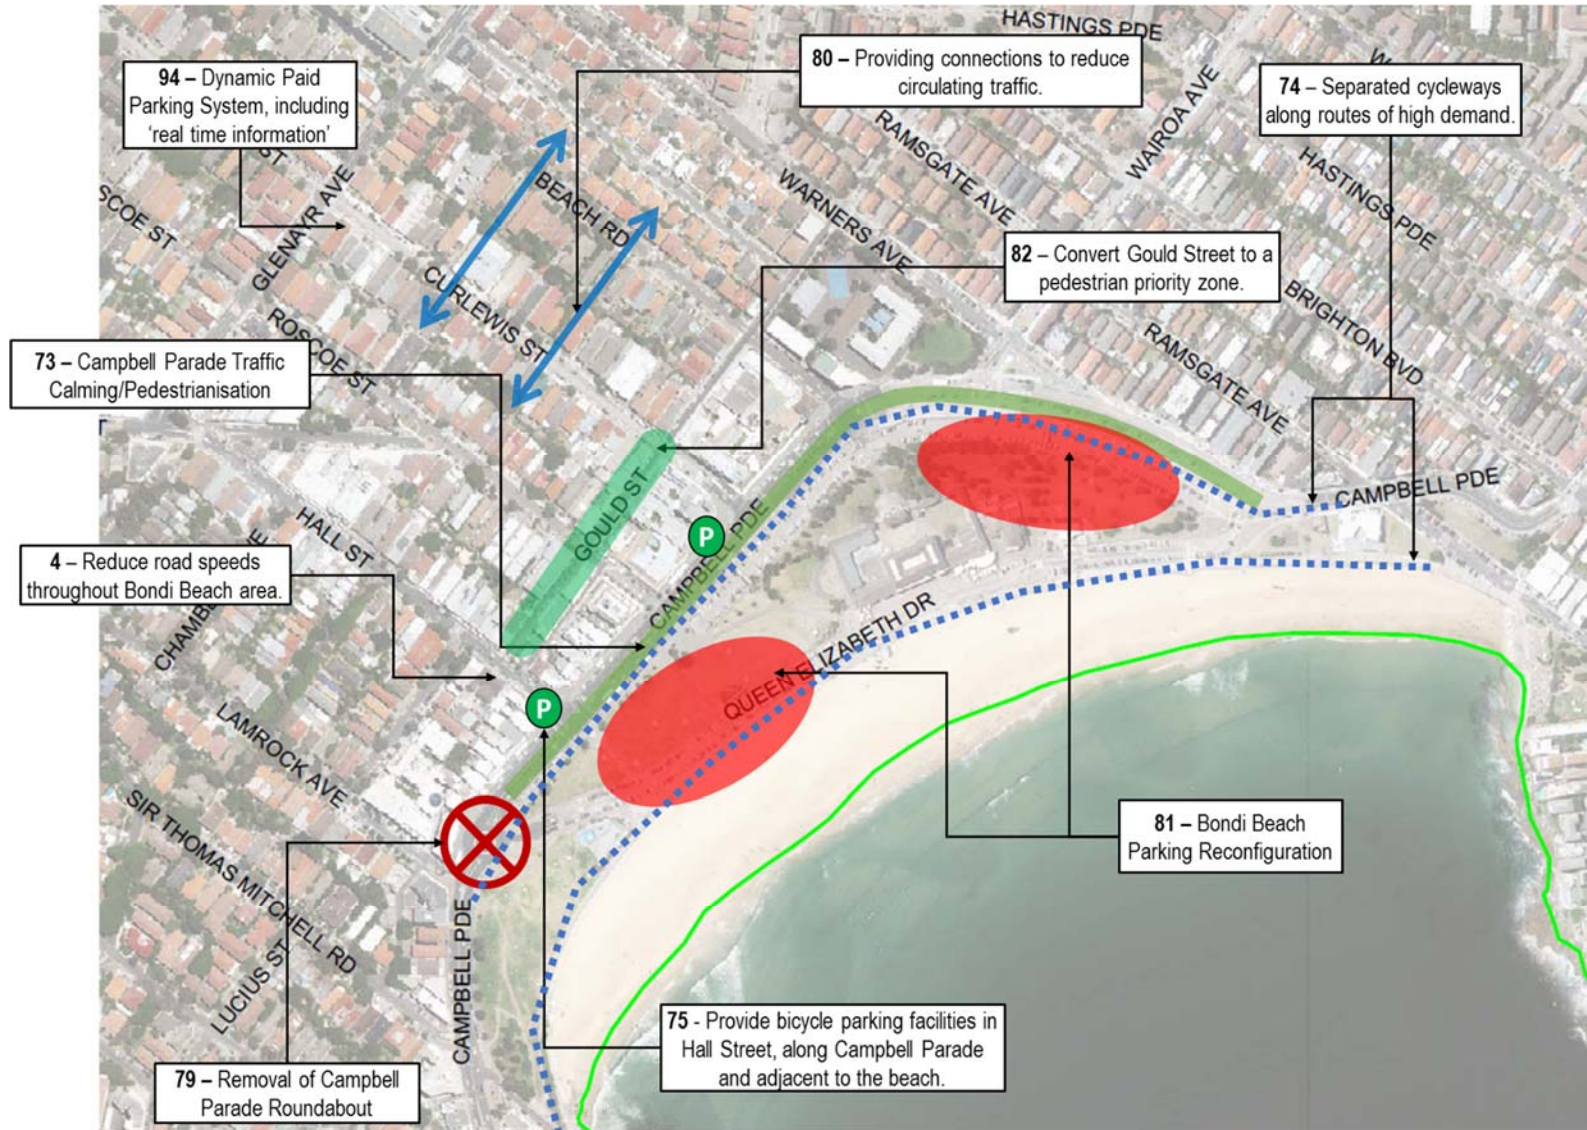 HASTINGS PDE
94 – Dynamic Paid
Parking System, including
‘real time information’
80 – Providing connections to reduce
circulating traffic.
74 – Separated cycleways
along routes of high demand.
WAIROA AVE
RAMSGATE AVE
HASTINGS PDE
ST
BEACH RD
WARNERS AVE
GLENAYR AVE
SCOE ST
CURLEWIS ST
82 – Convert Gould Street to a
pedestrian priority zone.
BRIGHTON BVD
ROSCOE ST
RAMSGATE AVE
73 – Campbell Parade Traffic
Calming/Pedestrianisation
GOULD ST
CAMPBELL PDE
HALL ST
P
CAMPBELL PDE
4 – Reduce road speeds
throughout Bondi Beach area.
CHAMBE
E
QUEEN ELIZABETH DR
P
LAMROCK AVE
SIR THOMAS MITCHELL RD
81 – Bondi Beach
Parking Reconfiguration
LUCIUS ST
CAMPBELL PDE
75 - Provide bicycle parking facilities in
Hall Street, along Campbell Parade
and adjacent to the beach.
79 – Removal of Campbell
Parade Roundabout